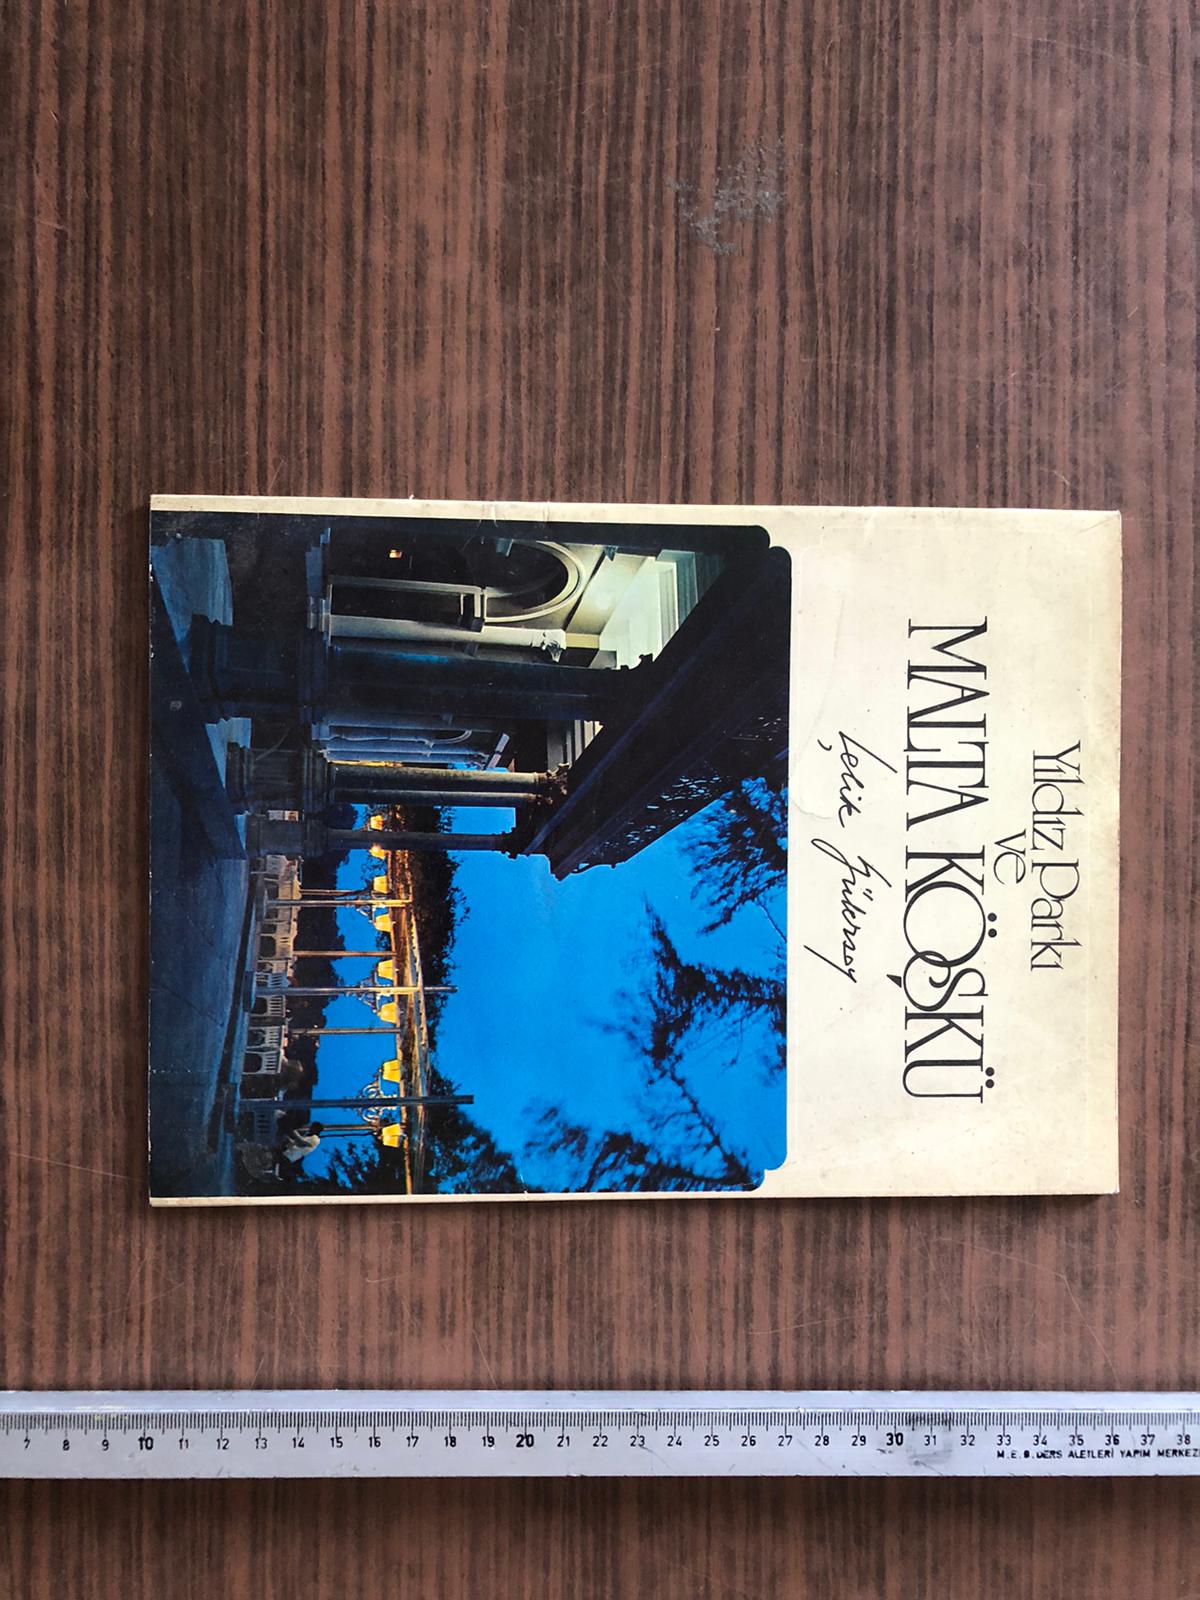 Yıldız Parkı
ve
MALTA KÖŞKÜ
Çelik Gülersoy
7 8 9 10 11 12 13 14 15 16 17 18 19 20 21 22 23 24 25 26 27 28 29 30 31 32 33 34 35 36 37 38
M.E.B. DERS ALETLERİ YAPIM MERKEZİ